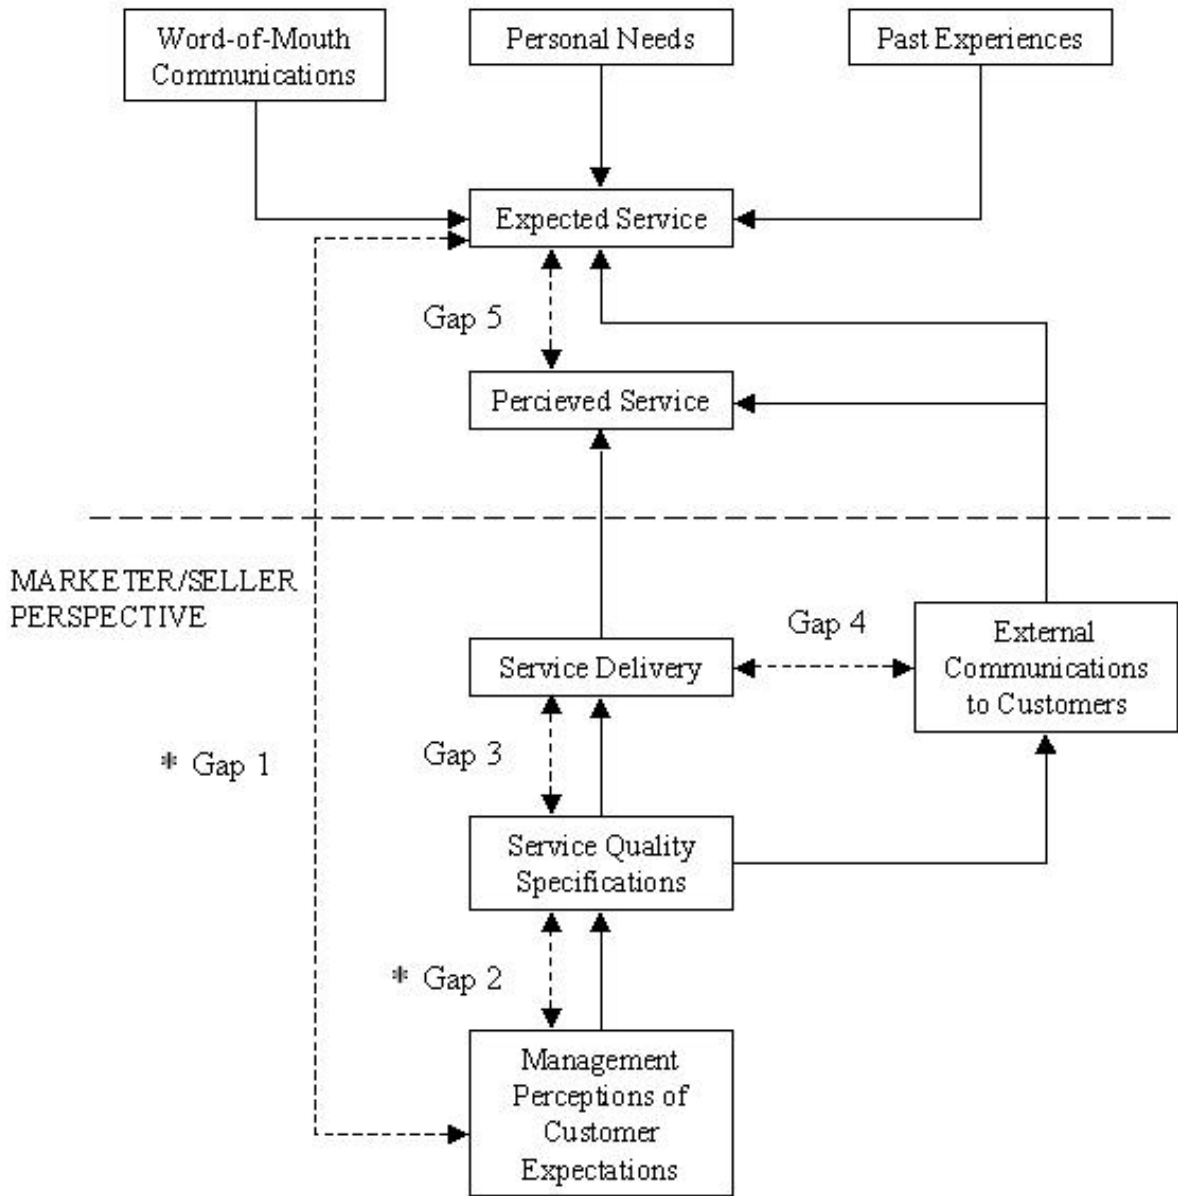 Word-of-Mouth
Communications
Personal Needs
Past Experiences
Expected Service
Gap 5
Percieved Service
MARKETER/SELLER
PERSPECTIVE
Gap 4
External
Communications
to Customers
Service Delivery
Gap 3
* Gap 1
Service Quality
Specifications
* Gap 2
Management
Perceptions of
Customer
Expectations